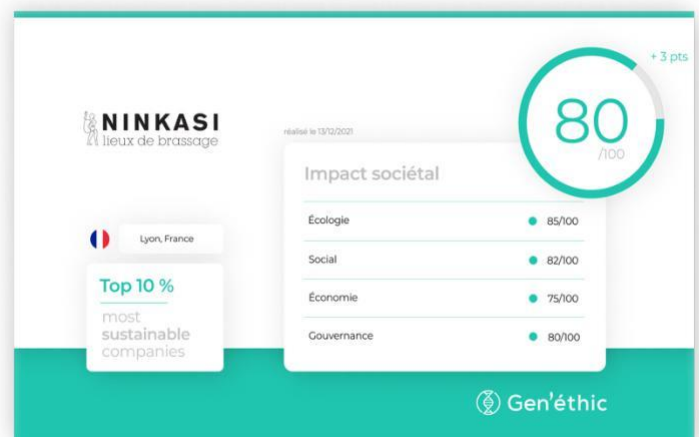 + 3 pts
80
/100
NINKASI
lieux de brassage
réalisé le 13/12/2021
Impact sociétal
Écologie 85/100
Social 82/100
Économie 75/100
Gouvernance 80/100
Lyon, France
Top 10 %
most
sustainable
companies
Gen'éthic